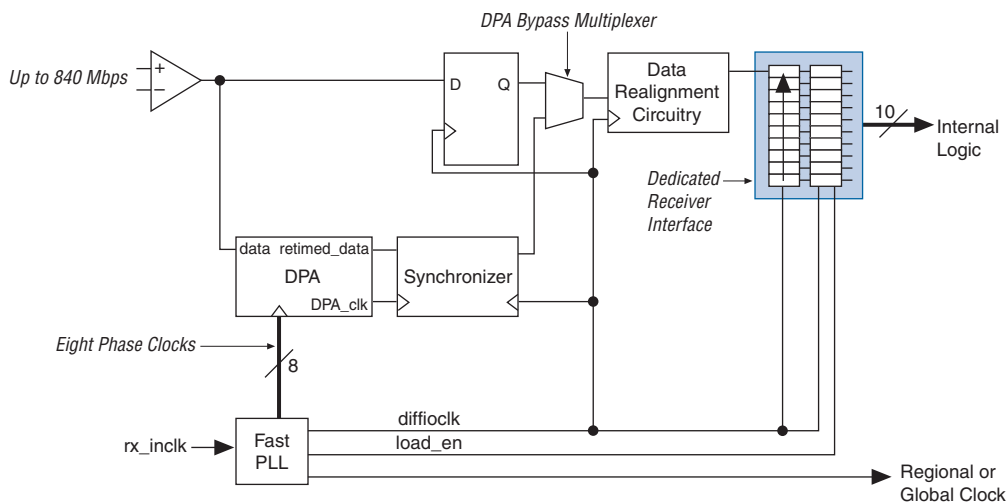 DPA Bypass Multiplexer
Up to 840 Mbps
+
−
D
Q
Data
Realignment
Circuitry
10
Internal
Logic
Dedicated
Receiver
Interface
data
retimed_data
DPA
DPA_clk
Synchronizer
Eight Phase Clocks
8
rx_inclk
Fast
PLL
diffioclk
load_en
Regional or
Global Clock